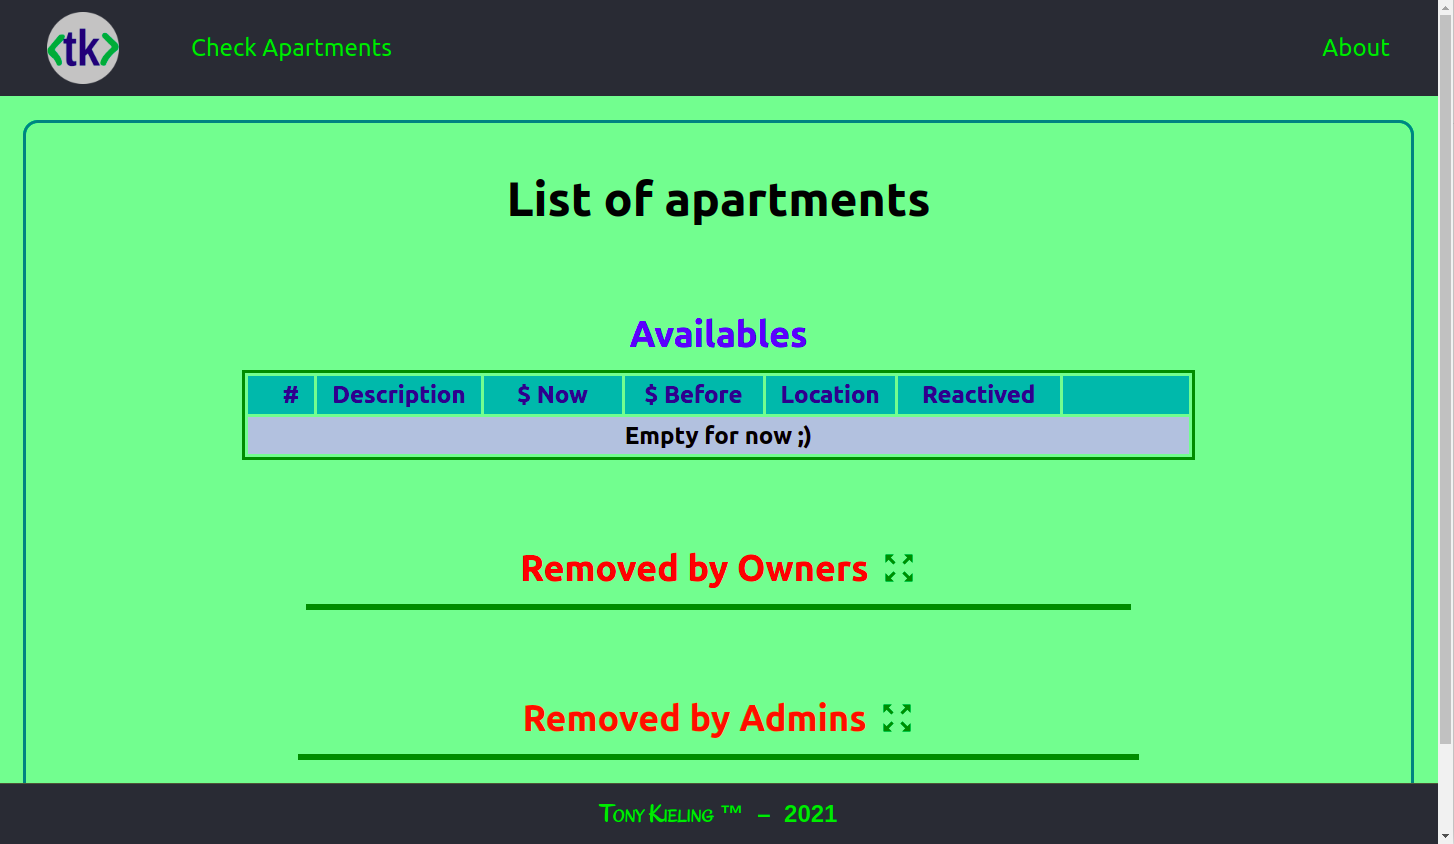 <tk> Check Apartments About
List of apartments
Availables
# Description $ Now $ Before Location Reactived
Empty for now ;)
Removed by Owners
Removed by Admins
Tony Kieling ™ – 2021